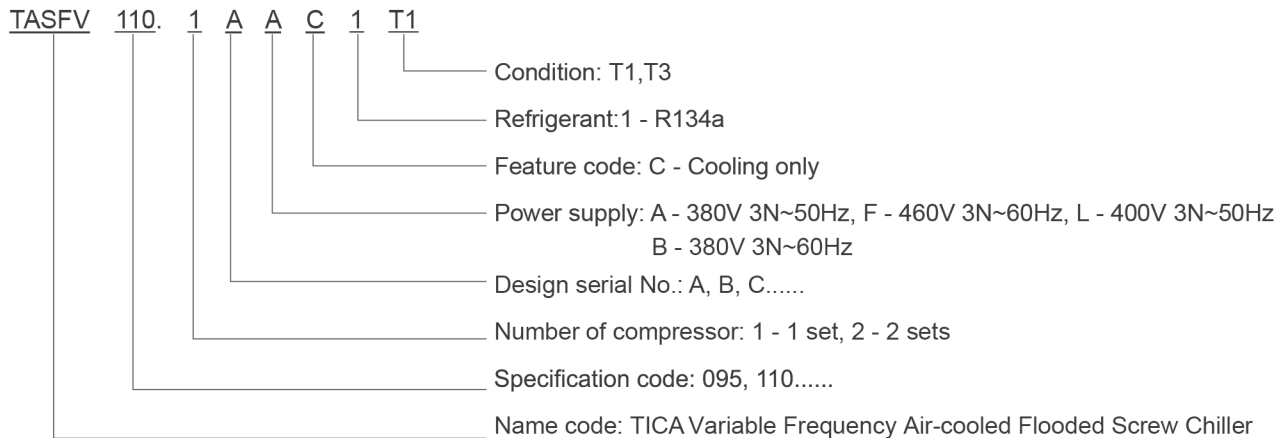 TASFV 110. 1 A A C 1 T1
Condition: T1,T3
Refrigerant:1 - R134a
Feature code: C - Cooling only
Power supply: A - 380V 3N~50Hz, F - 460V 3N~60Hz, L - 400V 3N~50Hz
B - 380V 3N~60Hz
Design serial No.: A, B, C......
Number of compressor: 1 - 1 set, 2 - 2 sets
Specification code: 095, 110......
Name code: TICA Variable Frequency Air-cooled Flooded Screw Chiller